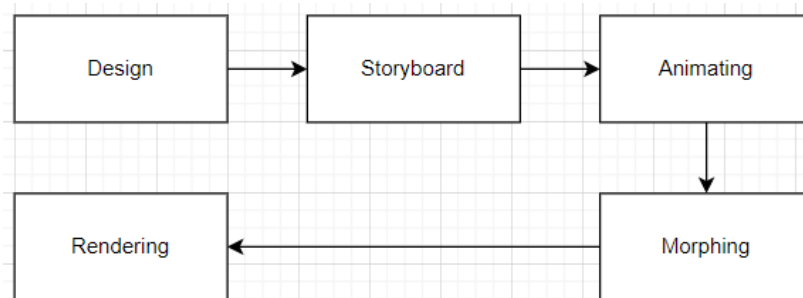 Design
Storyboard
Animating
Rendering
Morphing